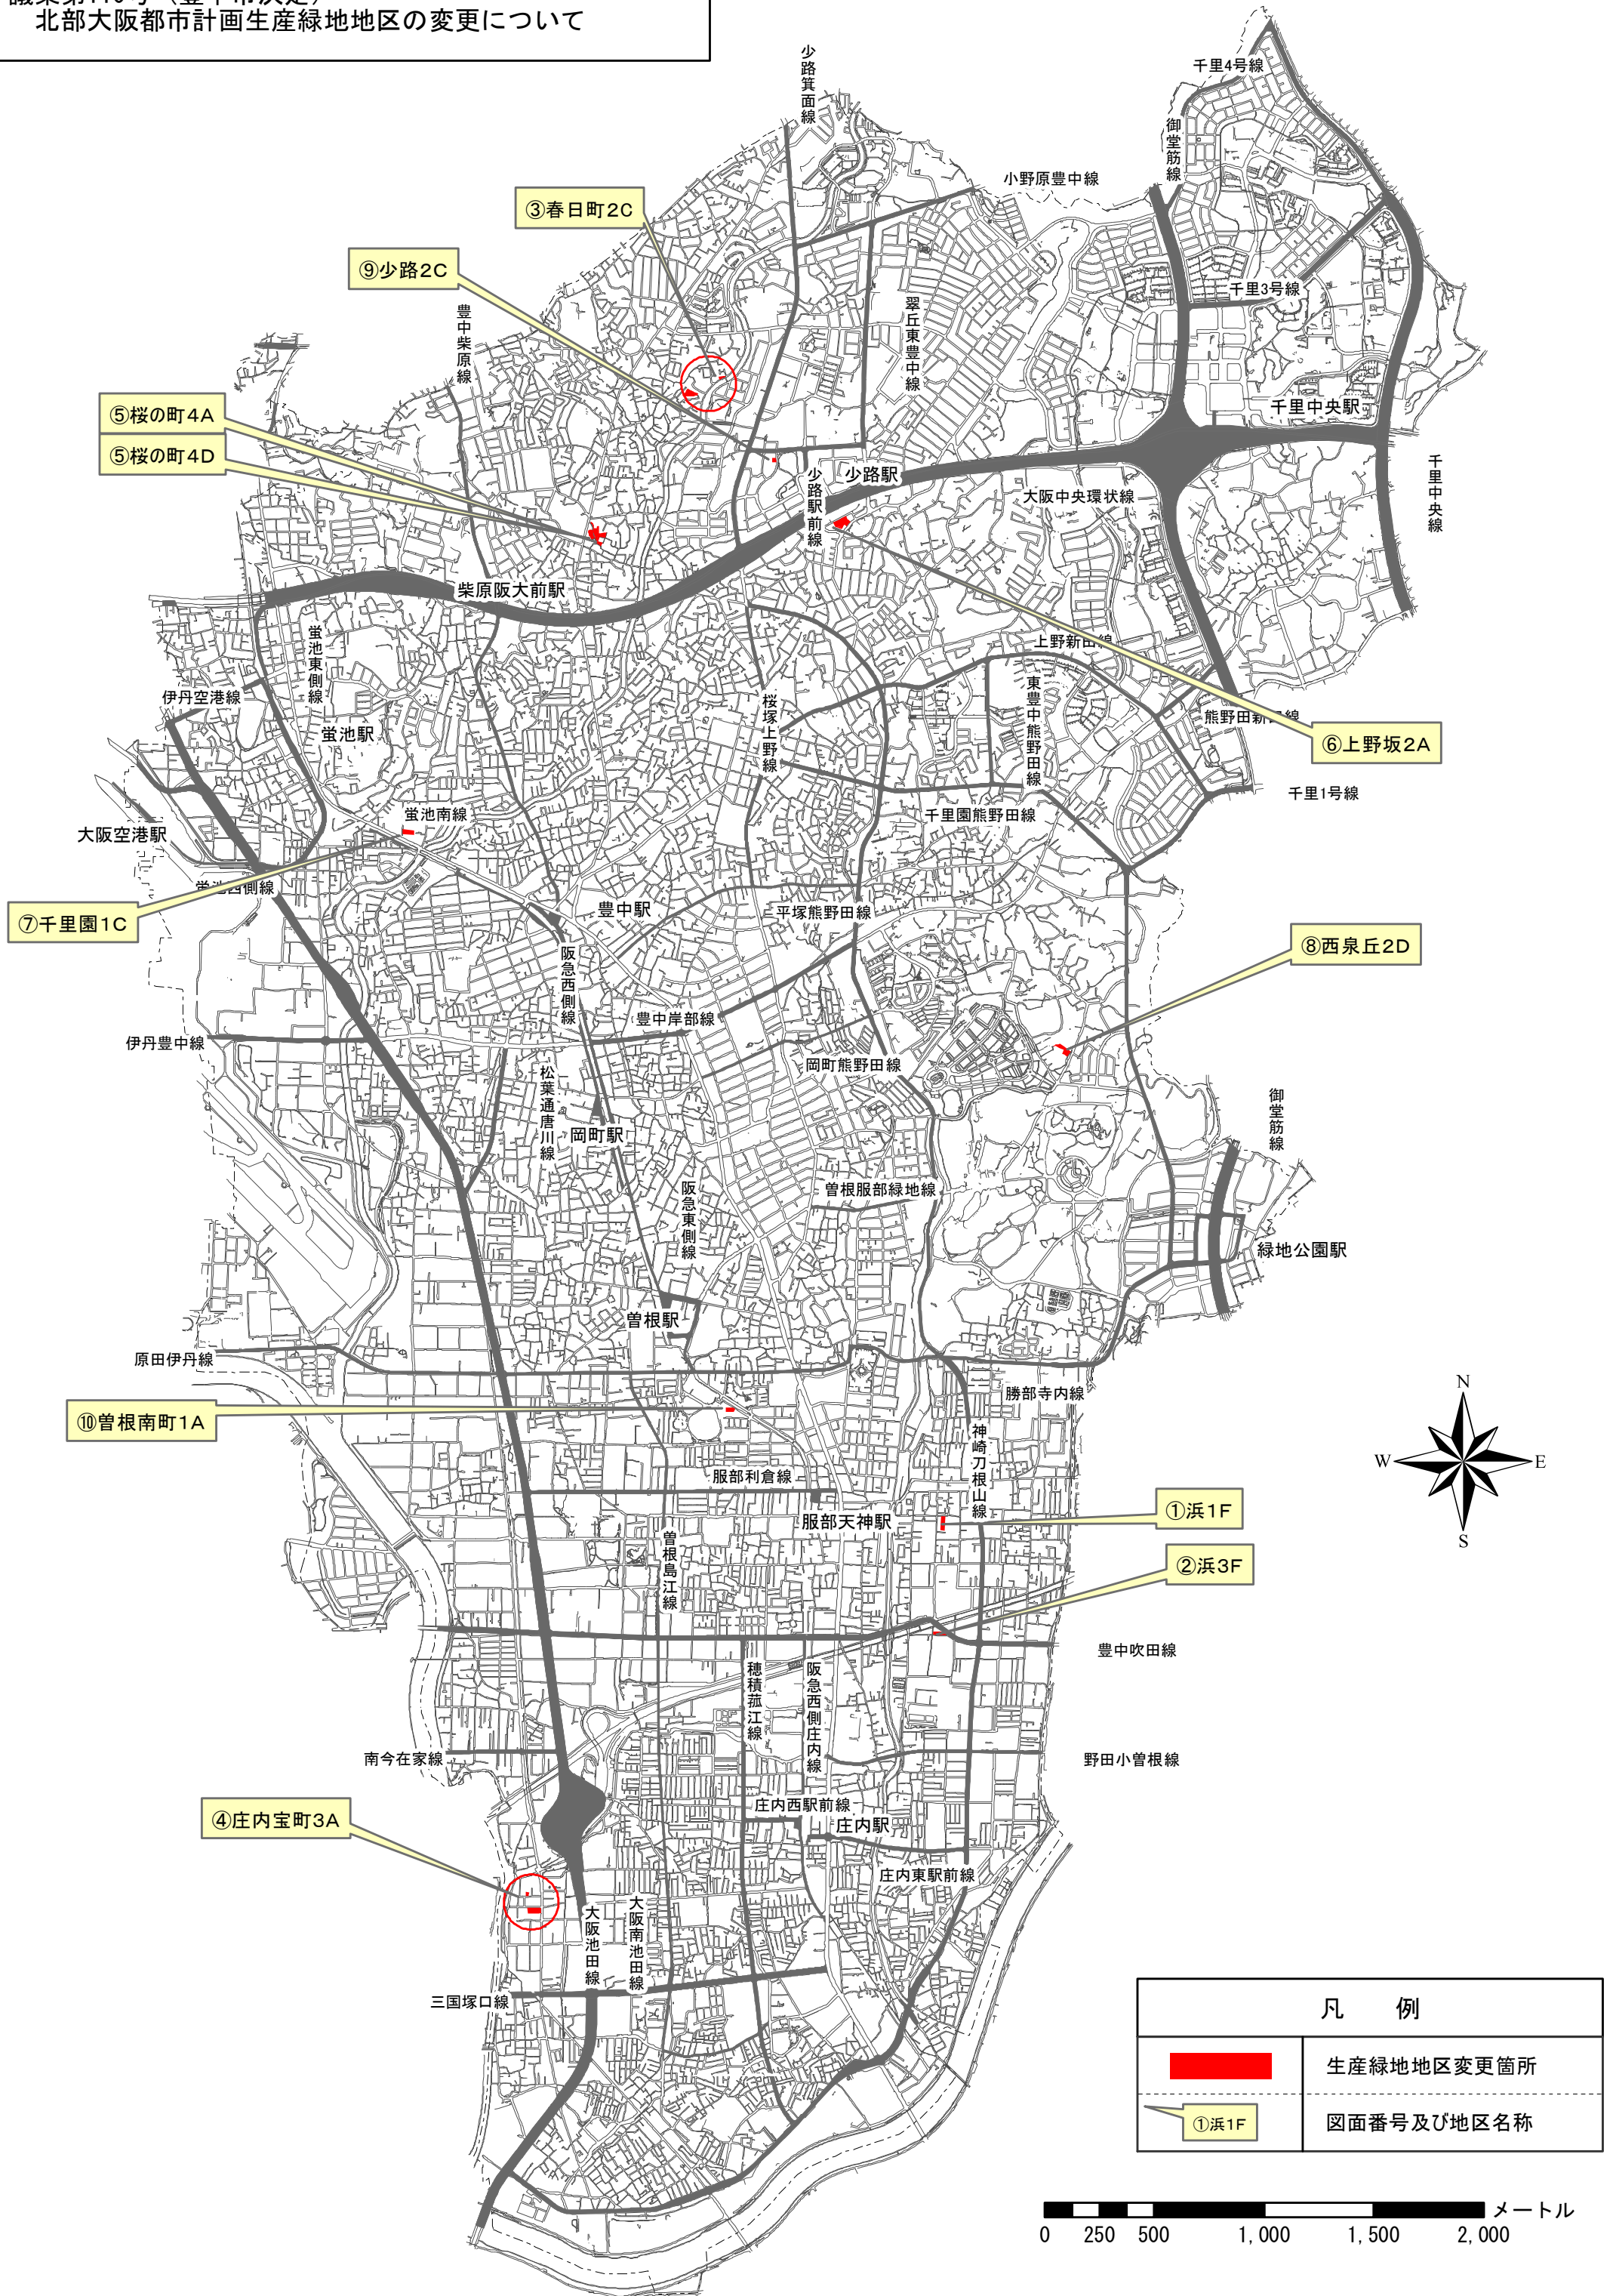 北部大阪都市計画生産緑地地区の変更について
少路箕面線
千里4号線
御堂筋線
小野原豊中線
③春日町2C
⑨少路2C
豊中柴原線
翠丘東豊中線
千里3号線
⑤桜の町4A
⑤桜の町4D
千里中央駅
千里中央線
少路駅
少路駅前線
大阪中央環状線
柴原阪大前駅
蛍池東側線
上野新田線
伊丹空港線
桜塚上野線
東豊中熊野田線
熊野田新田線
蛍池駅
⑥上野坂2A
千里1号線
蛍池南線
千里園熊野田線
大阪空港駅
蛍池西側線
⑦千里園1C
豊中駅
平塚熊野田線
⑧西泉丘2D
阪急西側線
豊中岸部線
伊丹豊中線
岡町熊野田線
松葉通唐川線
御堂筋線
岡町駅
阪急東側線
曽根服部緑地線
緑地公園駅
曽根駅
原田伊丹線
勝部寺内線
⑩曽根南町1A
神崎刀根山線
N
W
E
S
服部利倉線
①浜1F
服部天神駅
曽根島江線
②浜3F
豊中吹田線
穂積菰江線
阪急西側庄内線
南今在家線
野田小曽根線
庄内西駅前線
④庄内宝町3A
庄内駅
庄内東駅前線
大阪池田線
大阪南池田線
三国塚口線
凡 例
生産緑地地区変更箇所
①浜1F
図面番号及び地区名称
メートル
0 250 500 1,000 1,500 2,000